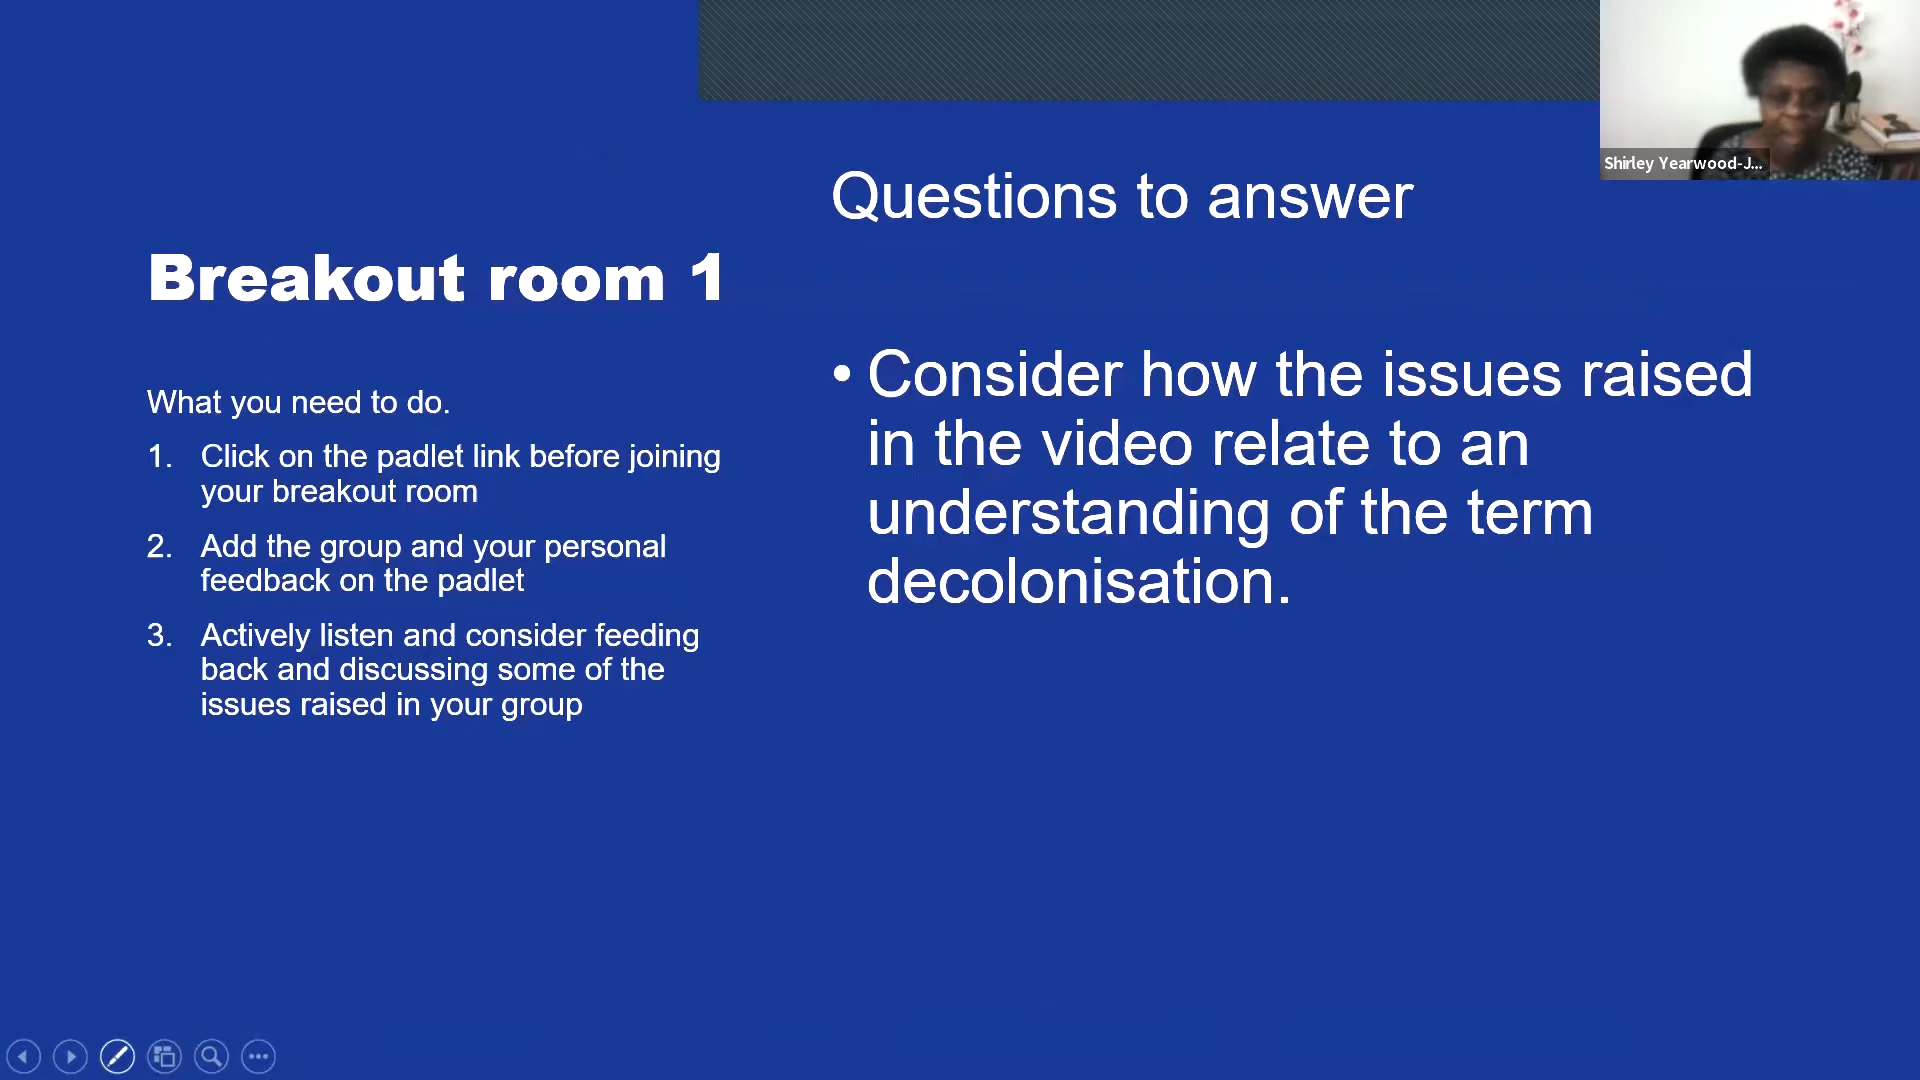 Shirley Yearwood-J...
Questions to answer
Breakout room 1
What you need to do.
1. Click on the padlet link before joining
your breakout room
2. Add the group and your personal
feedback on the padlet
3. Actively listen and consider feeding
back and discussing some of the
issues raised in your group
• Consider how the issues raised
in the video relate to an
understanding of the term
decolonisation.